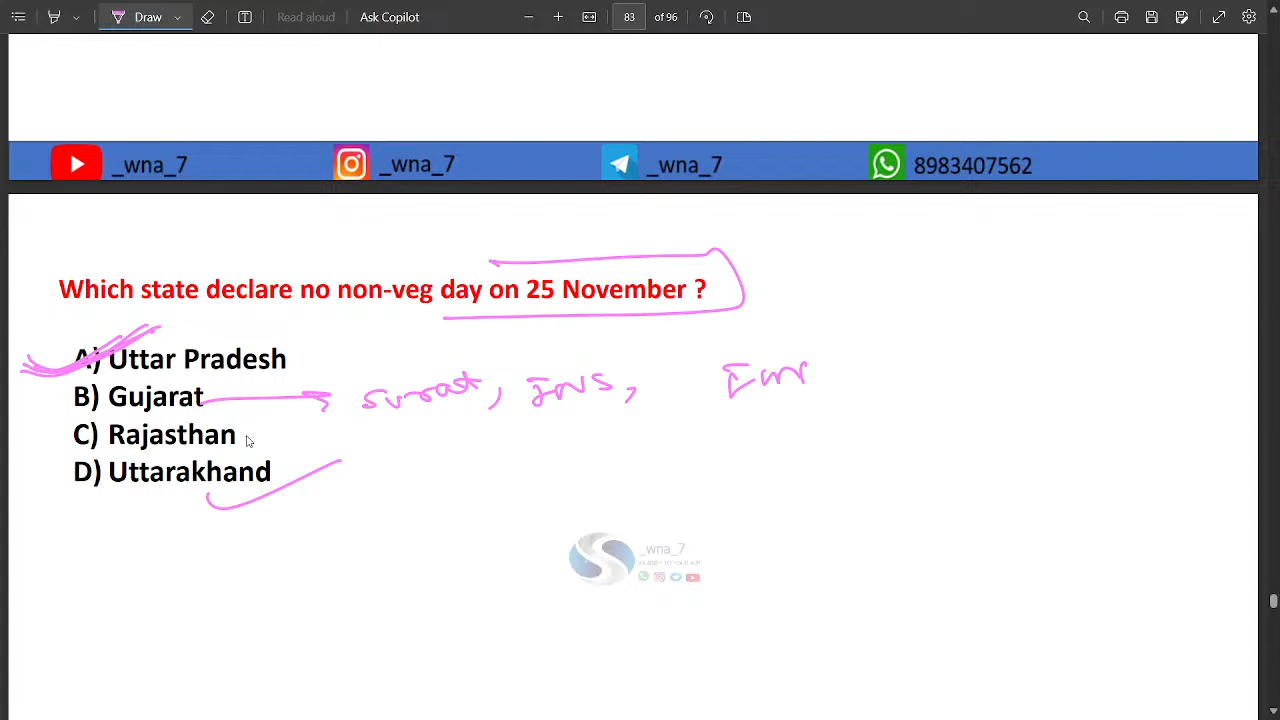 Draw
Read aloud
Ask Copilot
83 of 96
_wna_7 _wna_7 _wna_7 8983407562
Which state declare no non-veg day on 25 November ?
A) Uttar Pradesh
B) Gujarat
surat, INS,
C) Rajasthan
D) Uttarakhand
_wna_7